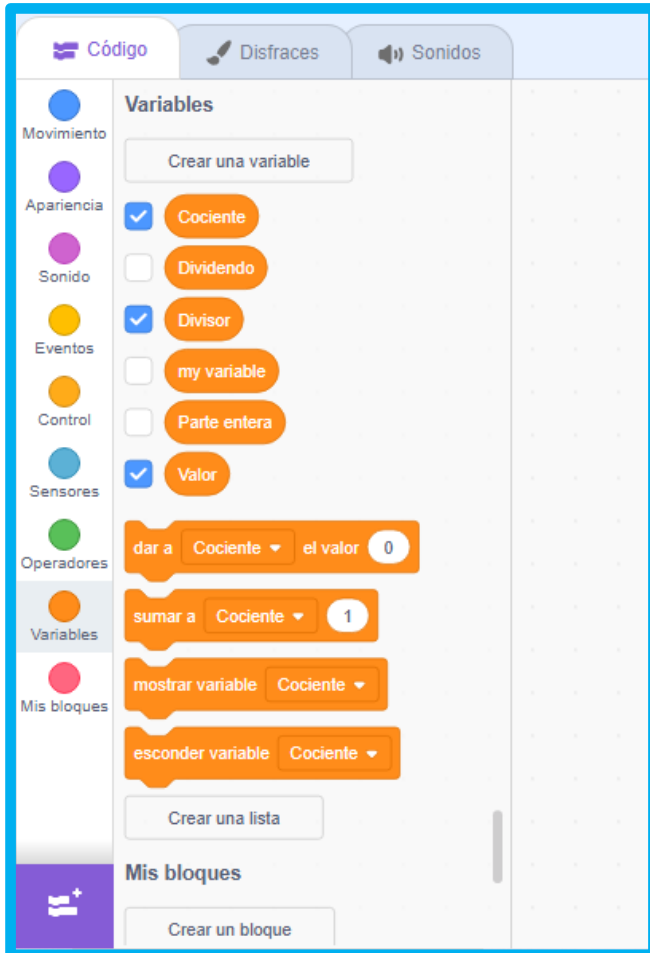 Código
Disfraces
Sonidos
Movimiento
Apariencia
Sonido
Eventos
Control
Sensores
Operadores
Variables
Mis bloques
Variables
Crear una variable
Cociente
Dividendo
Divisor
my variable
Parte entera
Valor
dar a Cociente el valor 0
sumar a Cociente 1
mostrar variable Cociente
esconder variable Cociente
Crear una lista
Mis bloques
Crear un bloque